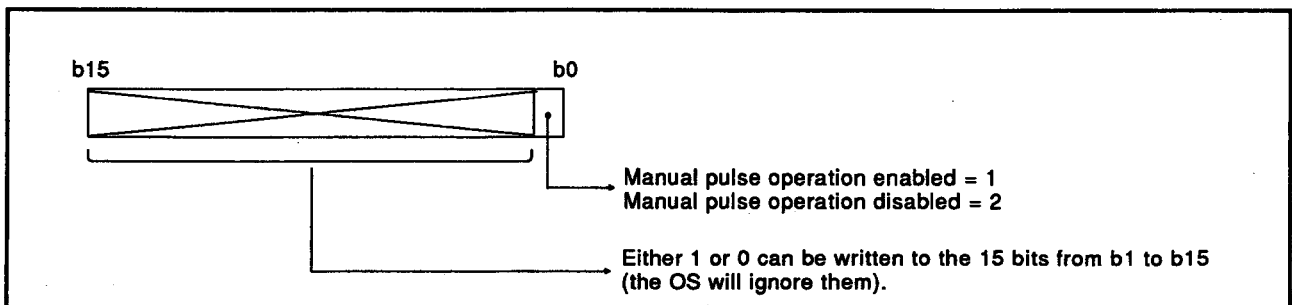 b15 b0
Manual pulse operation enabled = 1
Manual pulse operation disabled = 2
Either 1 or 0 can be written to the 15 bits from b1 to b15
(the OS will ignore them).